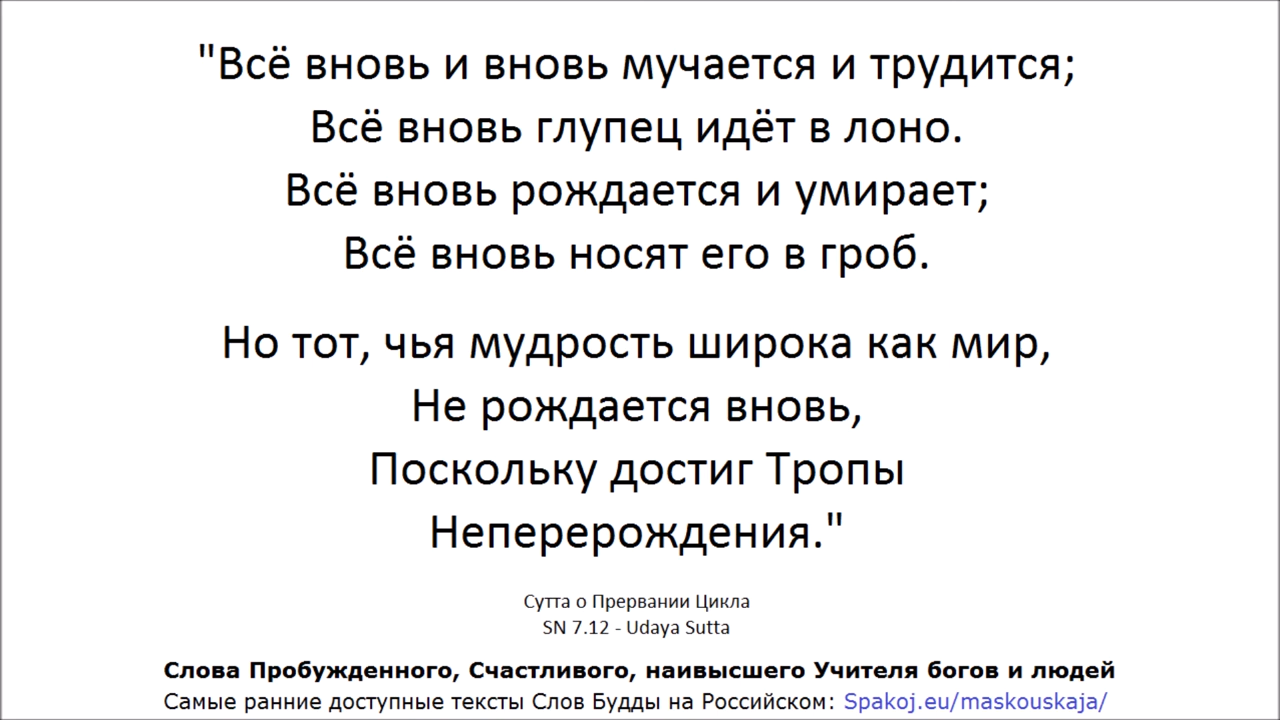 "Всё вновь и вновь мучается и трудится;
Всё вновь глупец идёт в лоно.
Всё вновь рождается и умирает;
Всё вновь носят его в гроб.
Но тот, чья мудрость широка как мир,
Не рождается вновь,
Поскольку достиг Тропы
Неперерождения."
Сутта о Прервании Цикла
SN 7.12 - Udaya Sutta
Слова Пробужденного, Счастливого, наивысшего Учителя богов и людей
Самые ранние доступные тексты Слов Будды на Российском: Spakoj.eu/maskouskaja/